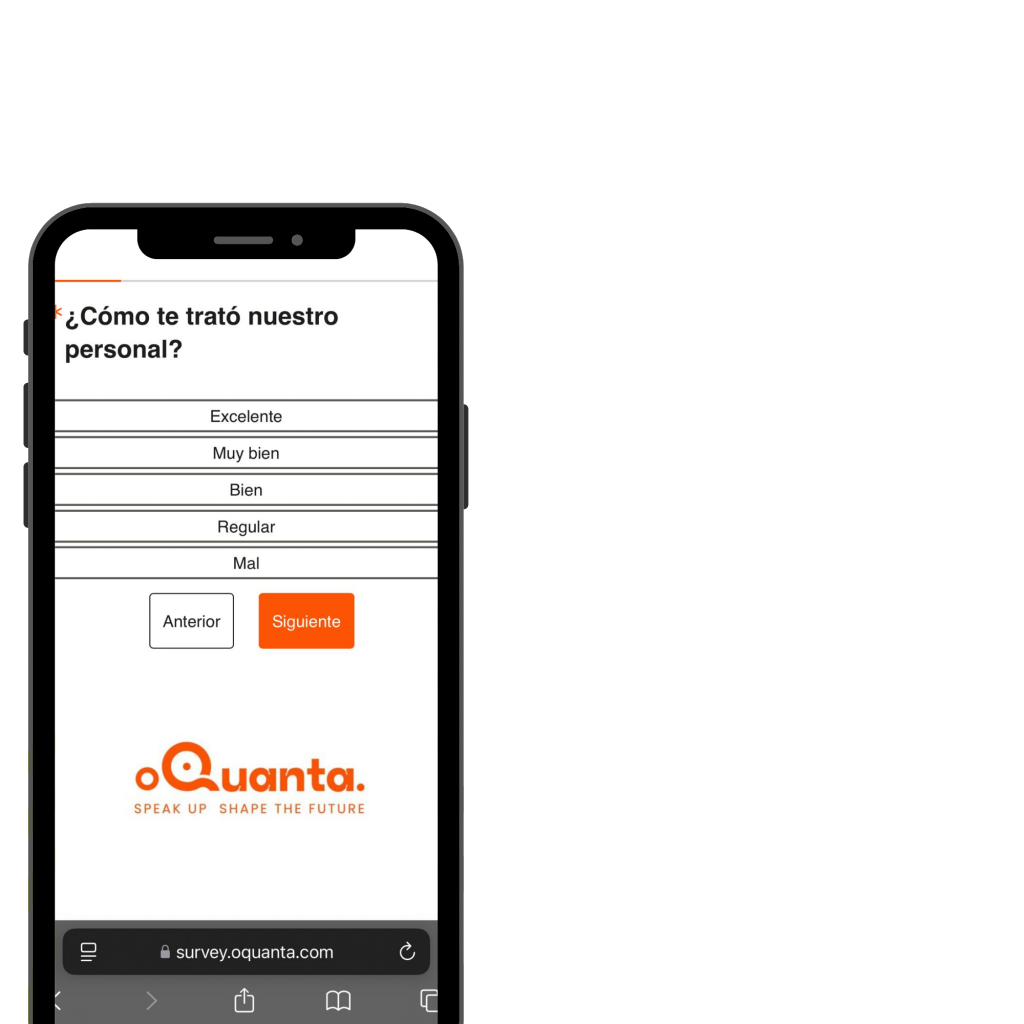 * ¿Cómo te trató nuestro
personal?
Excelente
Muy bien
Bien
Regular
Mal
Anterior Siguiente
oQuanta.
SPEAK UP SHAPE THE FUTURE
survey.oquanta.com